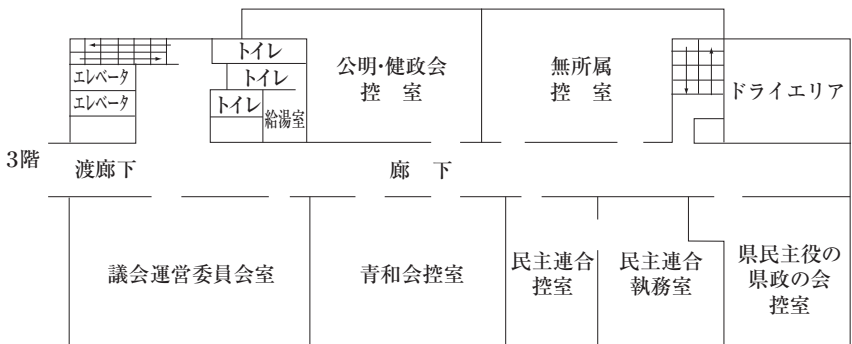 トイレ
公明・健政会
控 室
無所属
控 室
エレベータ
トイレ
エレベータ
トイレ
給湯室
ドライエリア
3階
渡廊下
廊 下
議会運営委員会室
青和会控室
民主連合
控室
民主連合
執務室
県民主役の
県政の会
控室